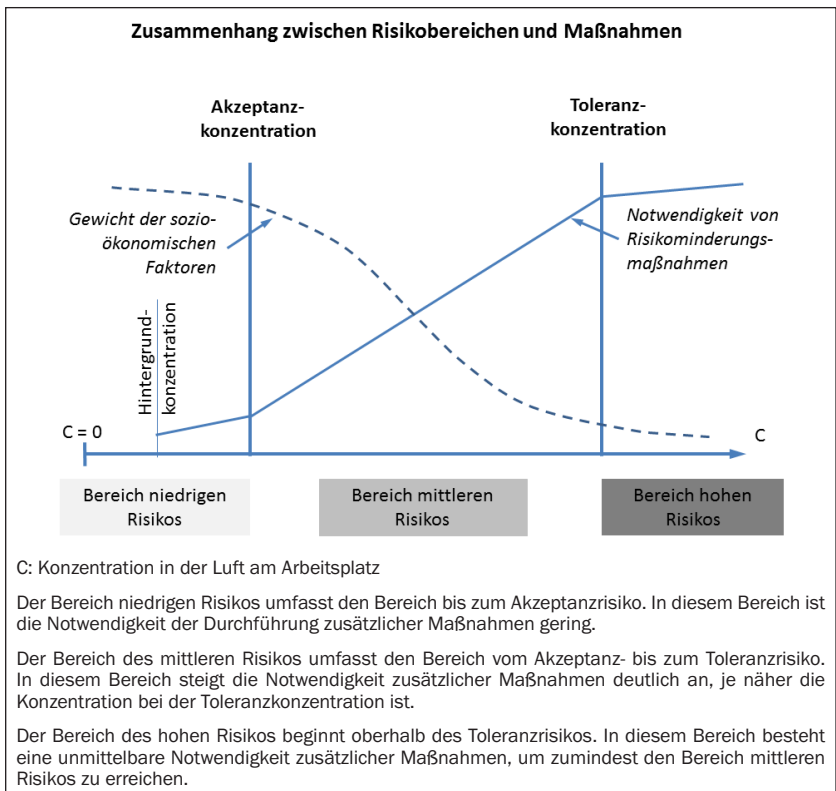 Zusammenhang zwischen Risikobereichen und Maßnahmen
Akzeptanz-
konzentration
Toleranz-
konzentration
Gewicht der sozio-
ökonomischen
Faktoren
Notwendigkeit von
Risikominderungs-
maßnahmen
Hintergrund-
konzentration
C = 0
C
Bereich niedrigen
Risikos
Bereich mittleren
Risikos
Bereich hohen
Risikos
C: Konzentration in der Luft am Arbeitsplatz
Der Bereich niedrigen Risikos umfasst den Bereich bis zum Akzeptanzrisiko. In diesem Bereich ist
die Notwendigkeit der Durchführung zusätzlicher Maßnahmen gering.
Der Bereich des mittleren Risikos umfasst den Bereich vom Akzeptanz- bis zum Toleranzrisiko.
In diesem Bereich steigt die Notwendigkeit zusätzlicher Maßnahmen deutlich an, je näher die
Konzentration bei der Toleranzkonzentration ist.
Der Bereich des hohen Risikos beginnt oberhalb des Toleranzrisikos. In diesem Bereich besteht
eine unmittelbare Notwendigkeit zusätzlicher Maßnahmen, um zumindest den Bereich mittleren
Risikos zu erreichen.